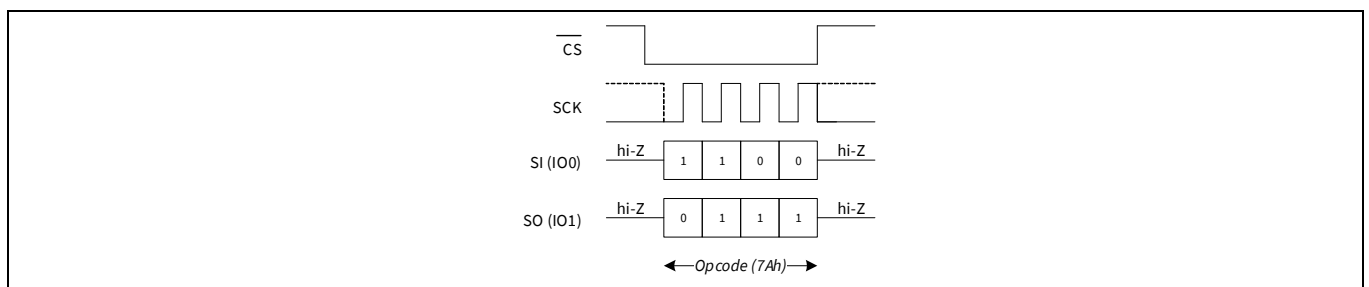 CS
SCK
SI (IO0) hi-Z 1 1 0 0 hi-Z
SO (IO1) hi-Z 0 1 1 1 hi-Z
Opcode (7Ah)